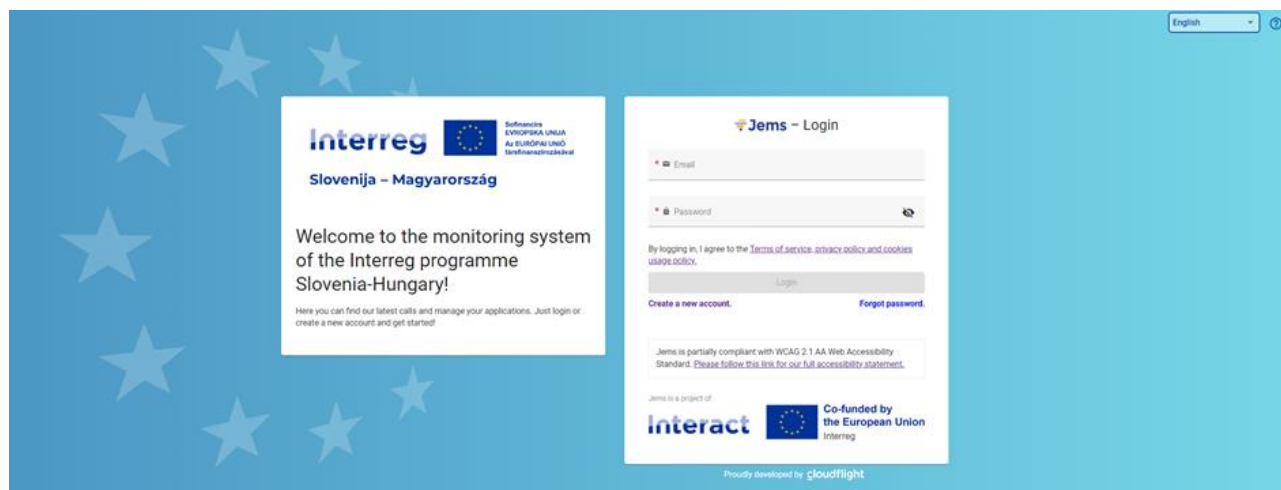 English
Interreg
Sofinancira
EVROPSKA UNIJA
Az EURÓPAI UNIÓ
társfinanszírozásával
Slovenija – Magyarország
Welcome to the monitoring system
of the Interreg programme
Slovenia-Hungary!
Here you can find our latest calls and manage your applications. Just login or
create a new account and get started!
Jems – Login
* Email
* Password
By logging in, I agree to the Terms of service, privacy policy and cookies
usage policy.
Login
Create a new account.
Forgot password.
Jems is partially compliant with WCAG 2.1 AA Web Accessibility
Standard. Please follow this link for our full accessibility statement.
Jems is a project of
Interact
Co-funded by
the European Union
Interreg
Proudly developed by cloudflight